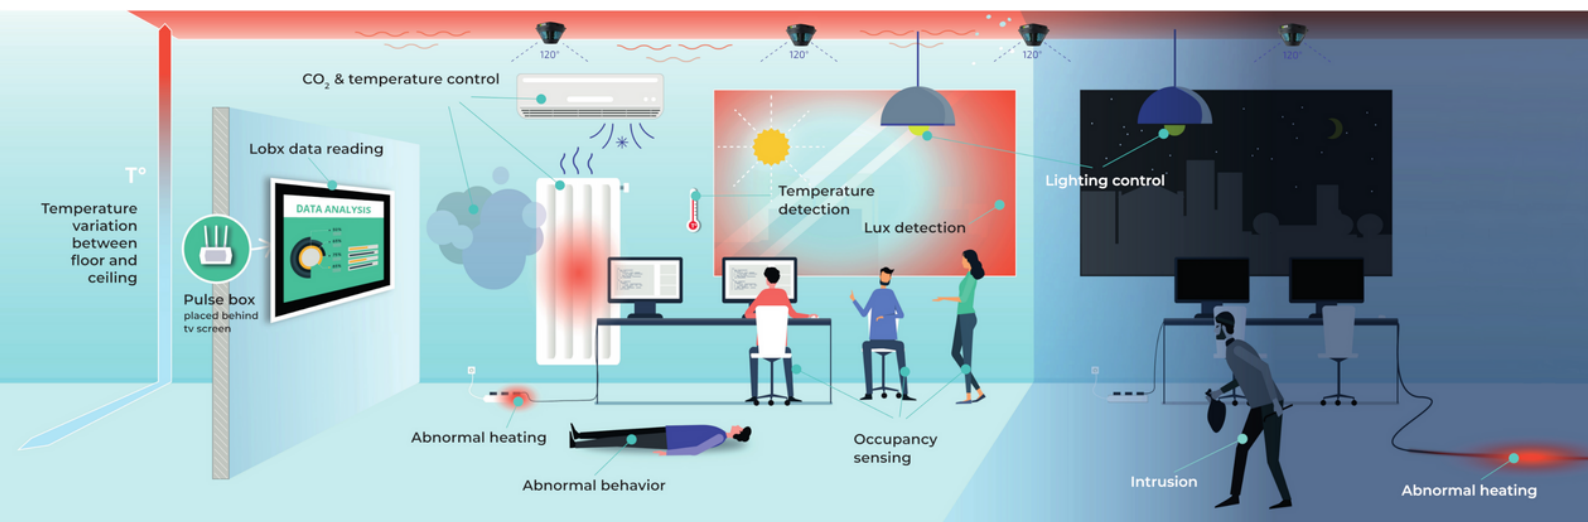 120°
120°
120°
120°
CO2 & temperature control
Lobx data reading
T°
Temperature
variation
between
floor and
ceiling
DATA ANALYSIS
Pulse box
placed behind
tv screen
Temperature
detection
Lux detection
Lighting control
Abnormal heating
Abnormal behavior
Occupancy
sensing
Intrusion
Abnormal heating